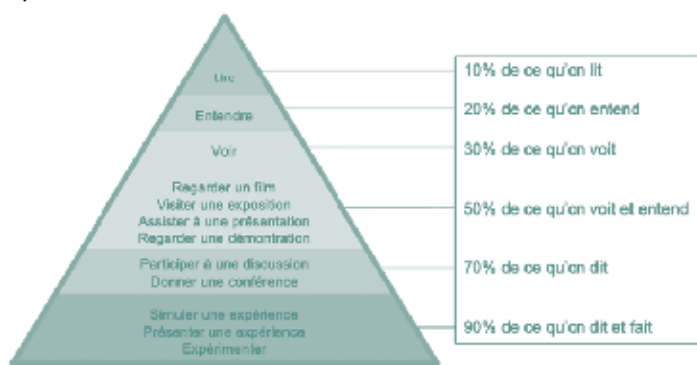 Lire
10% de ce qu'on lit
Entendre
20% de ce qu'on entend
Voir
30% de ce qu'on voit
Regarder un film
Visiter une exposition
Assister à une présentation
Regarder une démontration
50% de ce qu'on voit et entend
Participer à une discussion
Donner une conférence
70% de ce qu'on dit
Simuler une expérience
Présenter une expérience
Expérimenter
90% de ce qu'on dit et fait